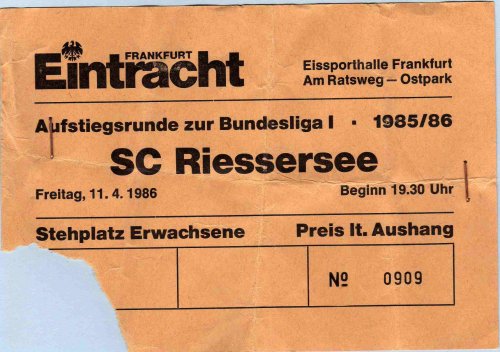 FRANKFURT
Eintracht
Eissporthalle Frankfurt
Am Ratsweg — Ostpark
Aufstiegsrunde zur Bundesliga I · 1985/86
SC Riessersee
Freitag, 11. 4. 1986 Beginn 19.30 Uhr
Stehplatz Erwachsene Preis lt. Aushang
Nº 0909